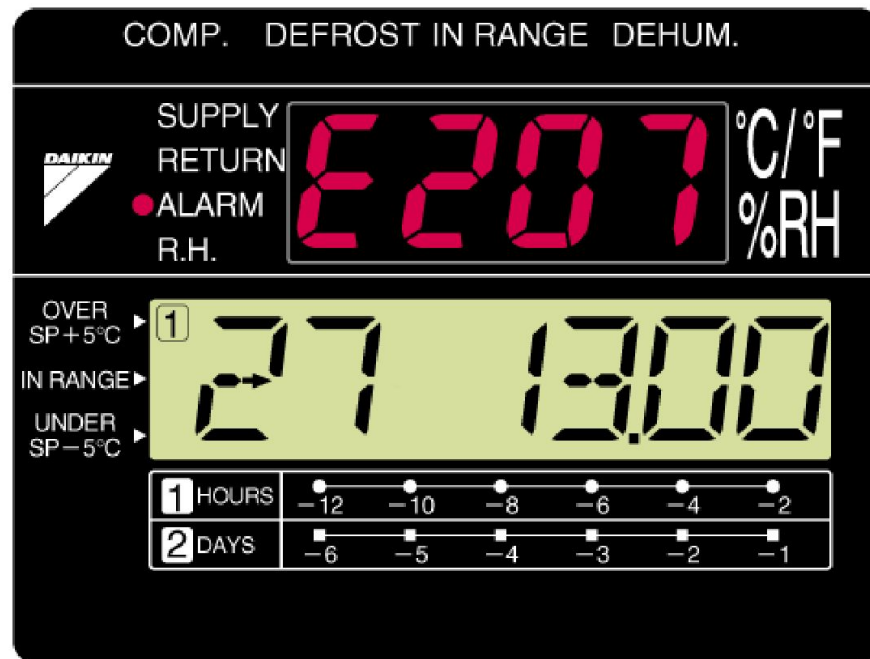 COMP. DEFROST IN RANGE DEHUM.
SUPPLY
RETURN
ALARM
R.H.
DAIKIN
E207
°C/°F
%RH
OVER
SP+5°C
IN RANGE
UNDER
SP−5°C
1
27 13.00
1 HOURS −12 −10 −8 −6 −4 −2
2 DAYS −6 −5 −4 −3 −2 −1